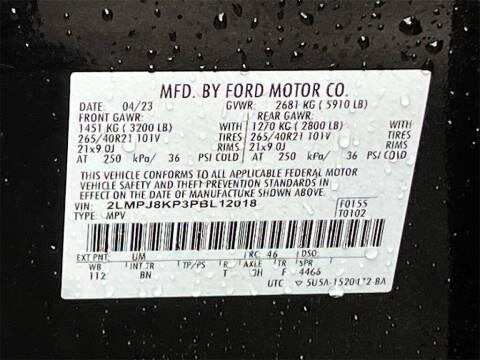 MFD. BY FORD MOTOR CO.
DATE 04/23 GVWR: 2681 KG ( 5910 LB)
FRONT GAWR: REAR GAWR:
1451 KG ( 3200 LB) WITH 1270 KG ( 2800 LB) WITH
265/40R21 101V TIRES 265/40R21 101V TIRES
21x9.0J RIMS 21x9.0J RIMS
AT 250 kPa/ 36 PSI COLD AT 250 kPa/ 36 PSI COLD
THIS VEHICLE CONFORMS TO ALL APPLICABLE FEDERAL MOTOR
VEHICLE SAFETY AND THEFT PREVENTION STANDARDS IN
EFFECT ON THE DATE OF MANUFACTURE SHOWN ABOVE.
VIN: 2LMPJ8KP3PBL12018 F0155
TYPE: MPV T0102
EXT PNT: UM RC: 46 DSO:
WB INT TR TP/PS R AXLE TR SPR
112 BN T 3H F 4466
UTC 5U5A-1520472-BA